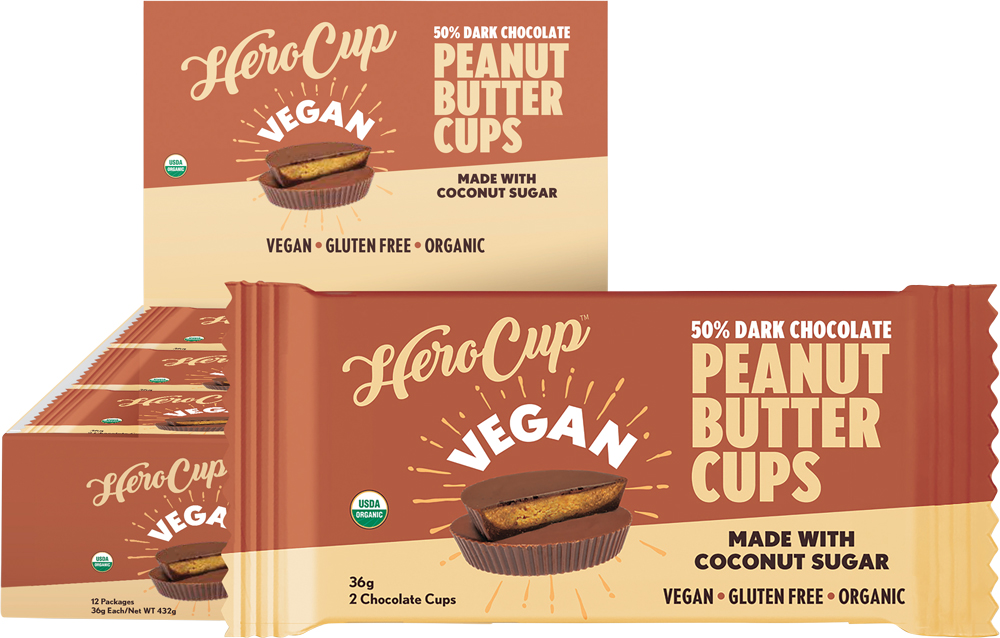 HeroCup
VEGAN
50% DARK CHOCOLATE
PEANUT
BUTTER
CUPS
USDA
ORGANIC
MADE WITH
COCONUT SUGAR
VEGAN • GLUTEN FREE • ORGANIC
HeroCup
VEGA
USDA
ORGANIC
12 Packages
36g Each/Net WT 432g
HeroCup™
VEGAN
50% DARK CHOCOLATE
PEANUT
BUTTER
CUPS
USDA
ORGANIC
MADE WITH
COCONUT SUGAR
36g
2 Chocolate Cups
VEGAN • GLUTEN FREE • ORGANIC